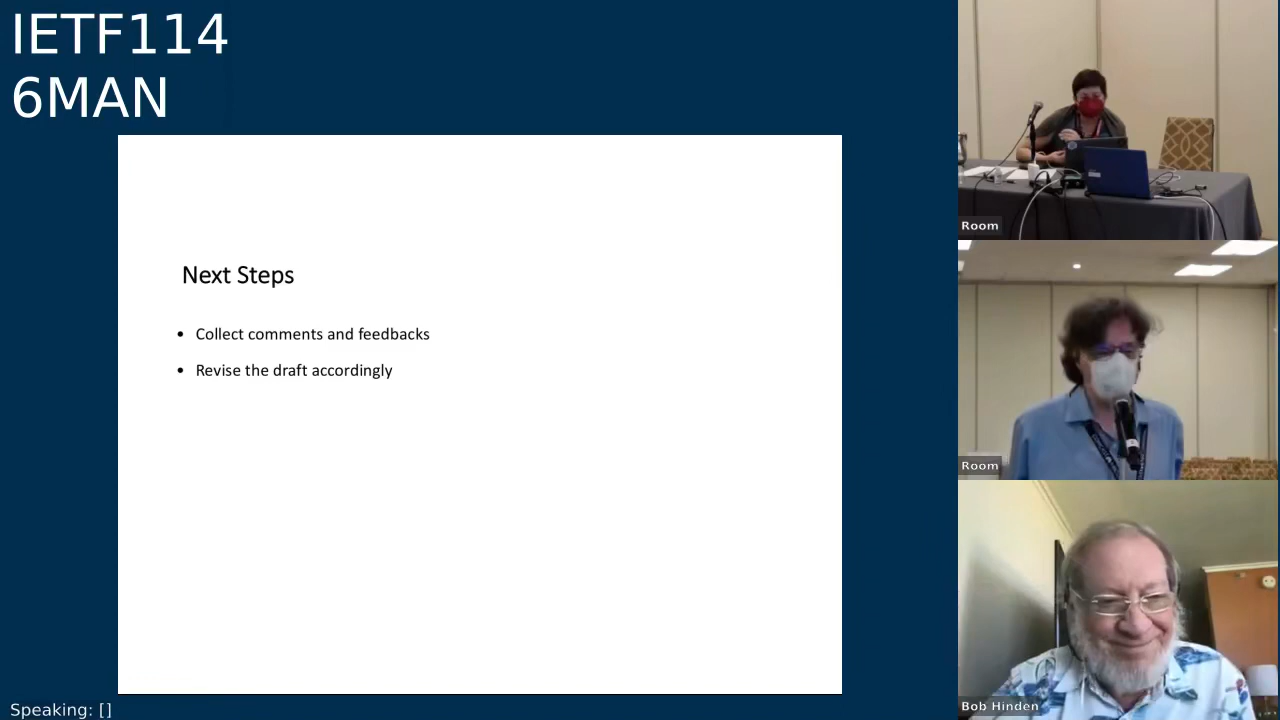 IETF114
6MAN
Next Steps
• Collect comments and feedbacks
• Revise the draft accordingly
Room
Room
Bob Hinden
Speaking: []